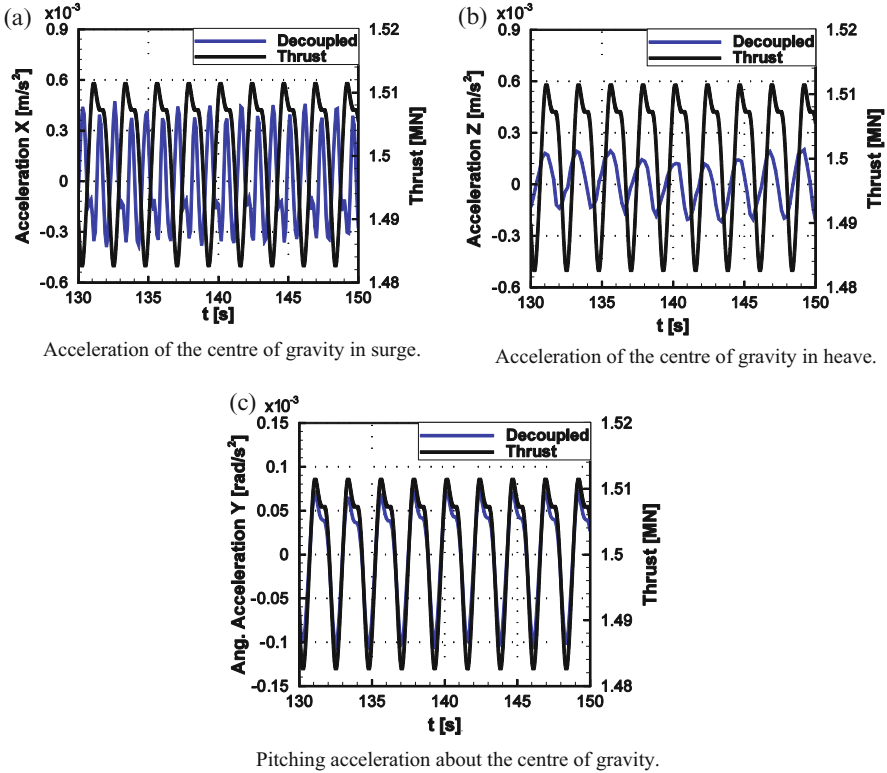 (a)
x10-3
0.9
0.6
0.3
0
-0.3
-0.6
Acceleration X [m/s2]
Decoupled
Thrust
1.52
1.51
1.5
1.49
1.48
Thrust [MN]
130 135 140 145 150
t [s]
Acceleration of the centre of gravity in surge.
(b)
x10-3
0.9
0.6
0.3
0
-0.3
-0.6
Acceleration Z [m/s2]
Decoupled
Thrust
1.52
1.51
1.5
1.49
1.48
Thrust [MN]
130 135 140 145 150
t [s]
Acceleration of the centre of gravity in heave.
(c)
x10-3
0.15
0.1
0.05
0
-0.05
-0.1
-0.15
Ang. Acceleration Y [rad/s2]
Decoupled
Thrust
1.52
1.51
1.5
1.49
1.48
Thrust [MN]
130 135 140 145 150
t [s]
Pitching acceleration about the centre of gravity.